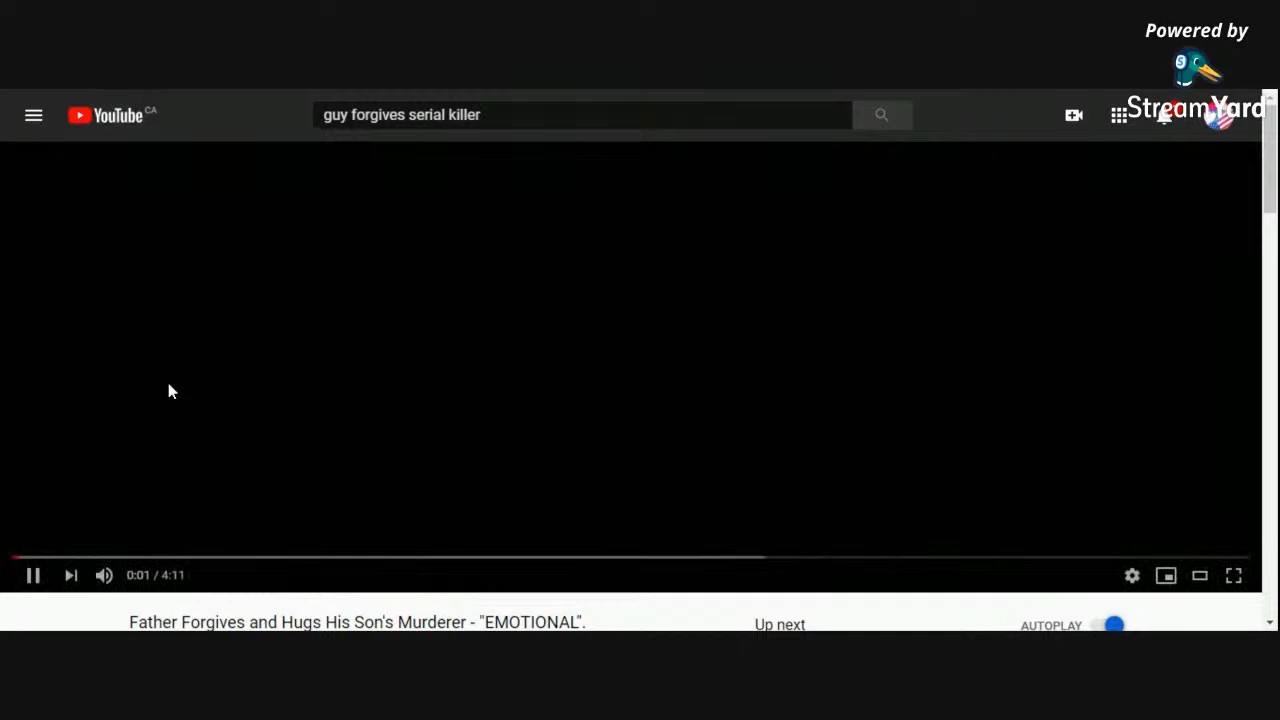 Powered by
StreamYard
YouTube CA
guy forgives serial killer
0:01 / 4:11
Father Forgives and Hugs His Son's Murderer - "EMOTIONAL".
Up next
AUTOPLAY